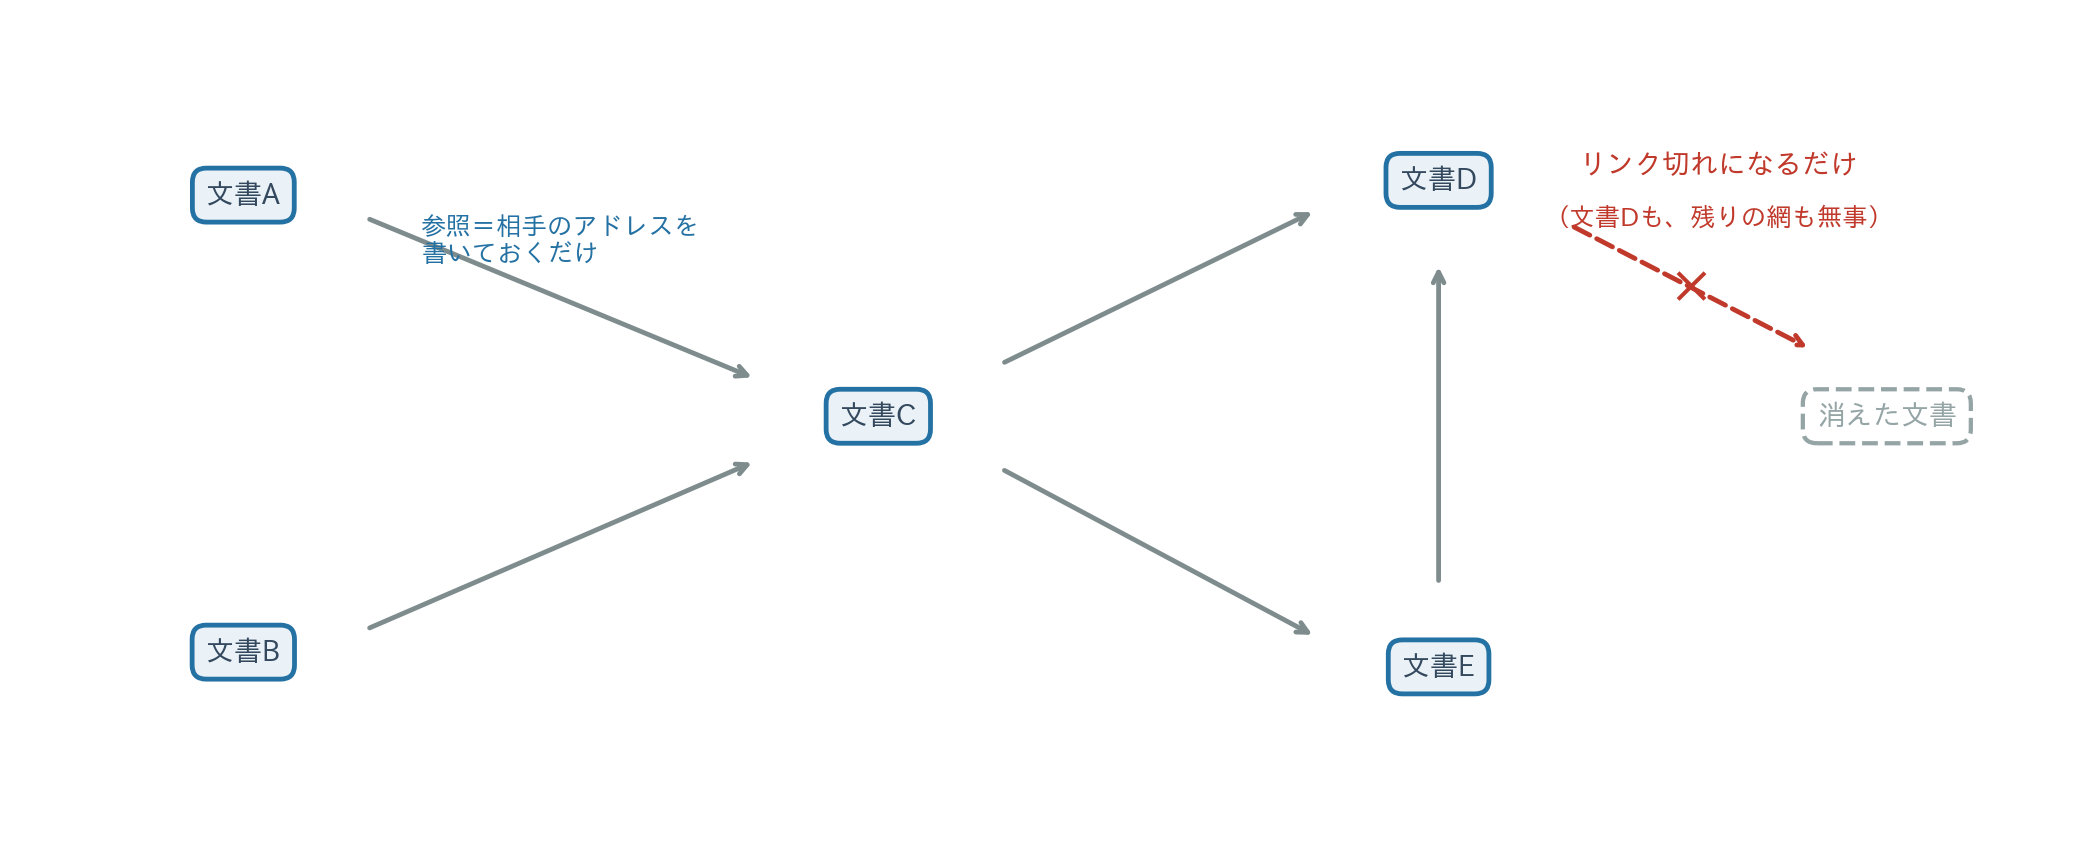 文書A
参照＝相手のアドレスを
書いておくだけ
文書B
文書C
文書D
リンク切れになるだけ
（文書Dも、残りの網も無事）
消えた文書
文書E